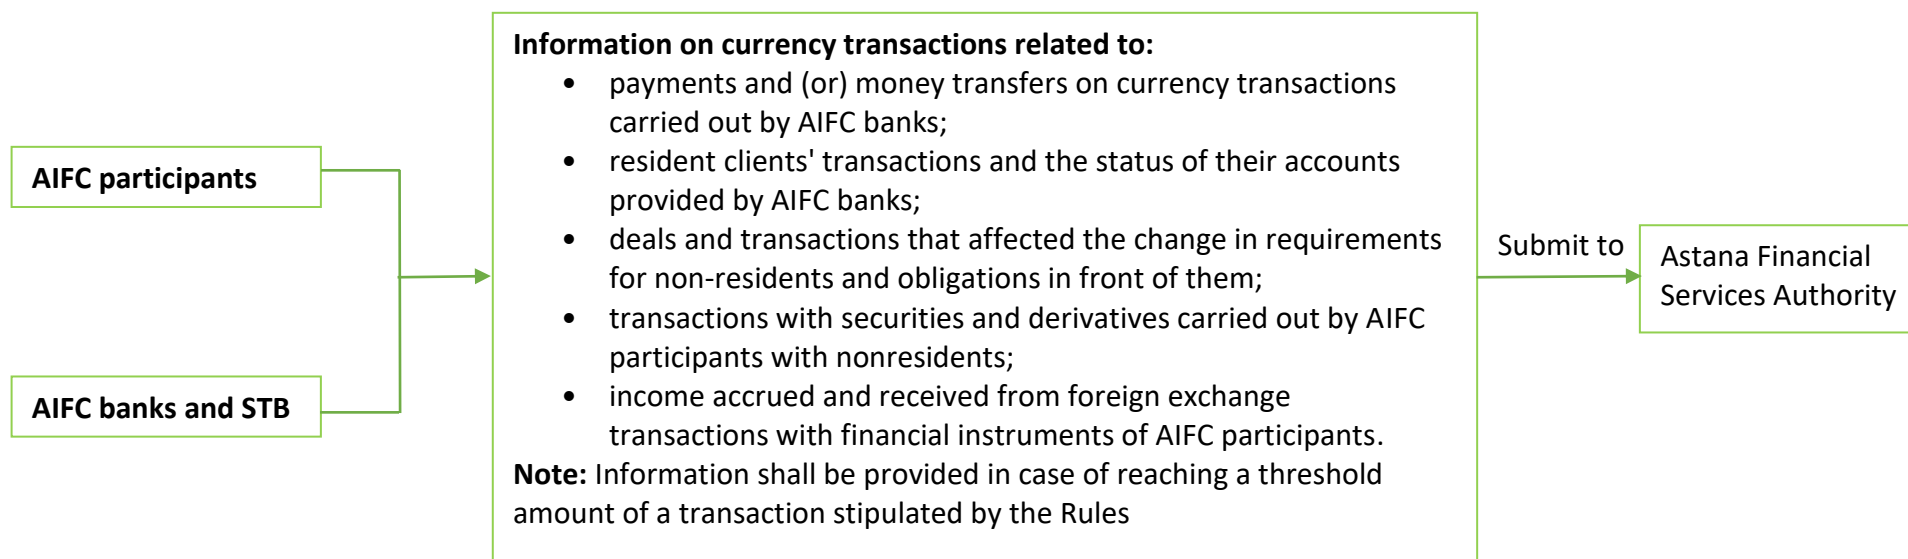 AIFC participants
AIFC banks and STB
Information on currency transactions related to:
• payments and (or) money transfers on currency transactions
carried out by AIFC banks;
• resident clients' transactions and the status of their accounts
provided by AIFC banks;
• deals and transactions that affected the change in requirements
for non-residents and obligations in front of them;
• transactions with securities and derivatives carried out by AIFC
participants with nonresidents;
• income accrued and received from foreign exchange
transactions with financial instruments of AIFC participants.
Note: Information shall be provided in case of reaching a threshold
amount of a transaction stipulated by the Rules
Submit to
Astana Financial
Services Authority